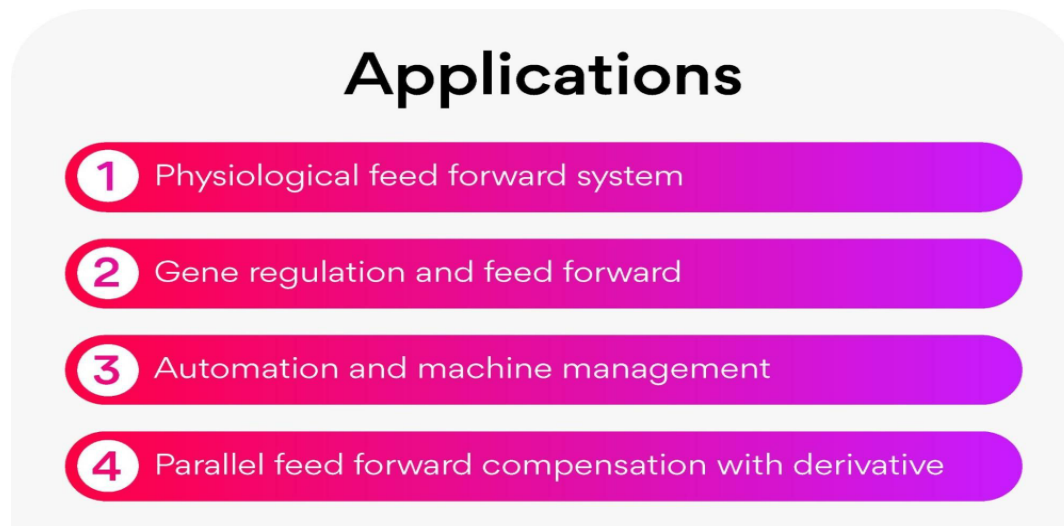 Applications
1 Physiological feed forward system
2 Gene regulation and feed forward
3 Automation and machine management
4 Parallel feed forward compensation with derivative